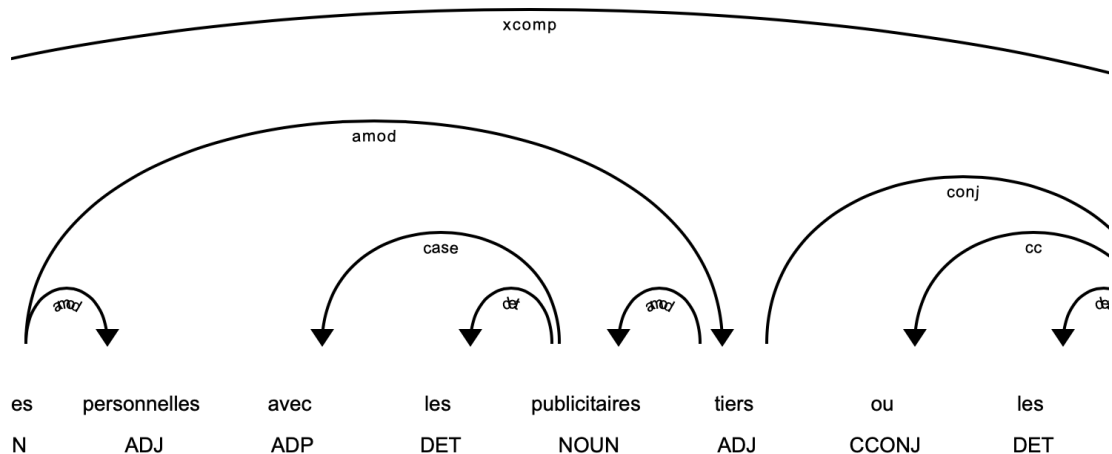 xcomp
amod
conj
case cc
amod det amod de
es personnelles avec les publicitaires tiers ou les
N ADJ ADP DET NOUN ADJ CCONJ DET